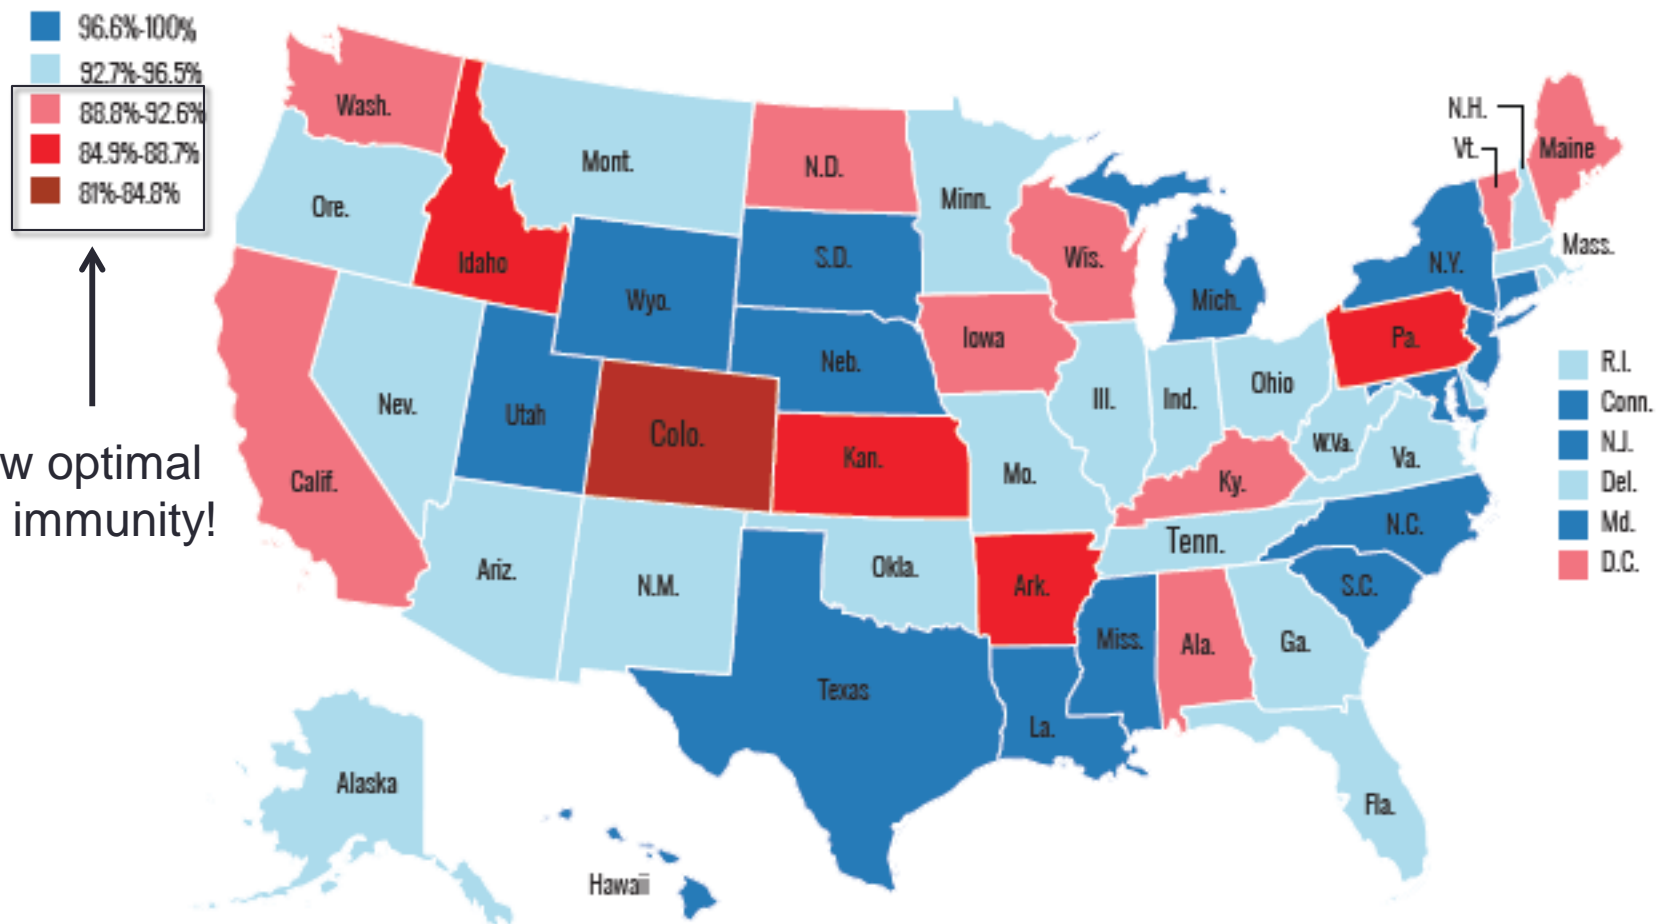 96.6%-100%
92.7%-96.5%
88.8%-92.6%
84.9%-88.7%
81%-84.8%
w optimal
immunity!
Wash.
Ore.
Calif.
Idaho
Nev.
Mont.
Wyo.
Utah
Colo.
Ariz.
N.M.
N.D.
S.D.
Neb.
Kan.
Okla.
Texas
Minn.
Iowa
Mo.
Ark.
La.
Wis.
Ill.
Mich.
Ind.
Ohio
Ky.
Tenn.
Miss.
Ala.
Ga.
Fla.
S.C.
N.C.
Va.
W.Va.
Pa.
N.Y.
Vt.
N.H.
Maine
Mass.
R.I.
Conn.
N.J.
Del.
Md.
D.C.
Alaska
Hawaii